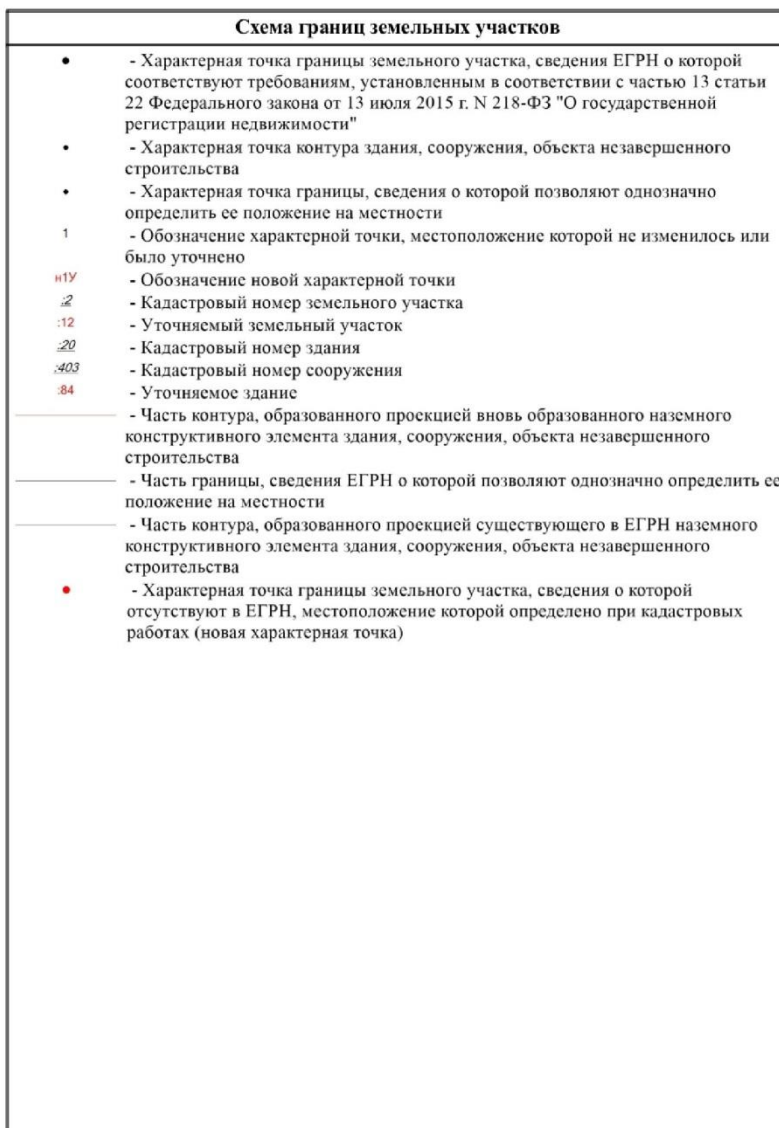 Схема границ земельных участков
- Характерная точка границы земельного участка, сведения ЕГРН о которой
соответствуют требованиям, установленным в соответствии с частью 13 статьи
22 Федерального закона от 13 июля 2015 г. N 218-ФЗ "О государственной
регистрации недвижимости"
- Характерная точка контура здания, сооружения, объекта незавершенного
строительства
- Характерная точка границы, сведения о которой позволяют однозначно
определить ее положение на местности
1 - Обозначение характерной точки, местоположение которой не изменилось или
было уточнено
н1У - Обозначение новой характерной точки
:2 - Кадастровый номер земельного участка
:12 - Уточняемый земельный участок
:20 - Кадастровый номер здания
:403 - Кадастровый номер сооружения
:84 - Уточняемое здание
- Часть контура, образованного проекцией вновь образованного наземного
конструктивного элемента здания, сооружения, объекта незавершенного
строительства
- Часть границы, сведения ЕГРН о которой позволяют однозначно определить ее
положение на местности
- Часть контура, образованного проекцией существующего в ЕГРН наземного
конструктивного элемента здания, сооружения, объекта незавершенного
строительства
- Характерная точка границы земельного участка, сведения о которой
отсутствуют в ЕГРН, местоположение которой определено при кадастровых
работах (новая характерная точка)